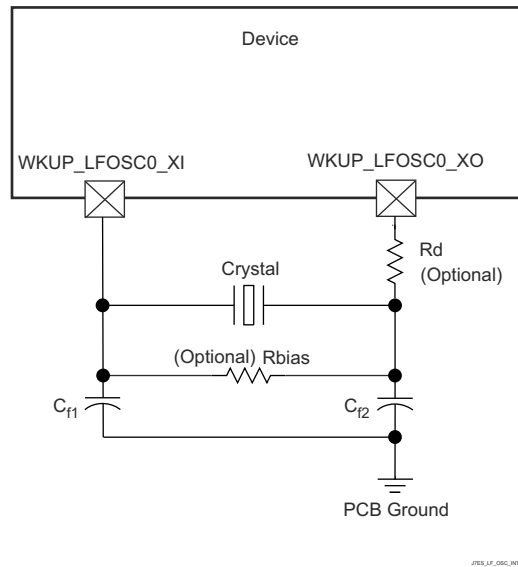 Device
WKUP_LFOSC0_XI
WKUP_LFOSC0_XO
Rd
(Optional)
Crystal
(Optional) Rbias
Cf1
Cf2
PCB Ground
J7ES_LF_OSC_INT